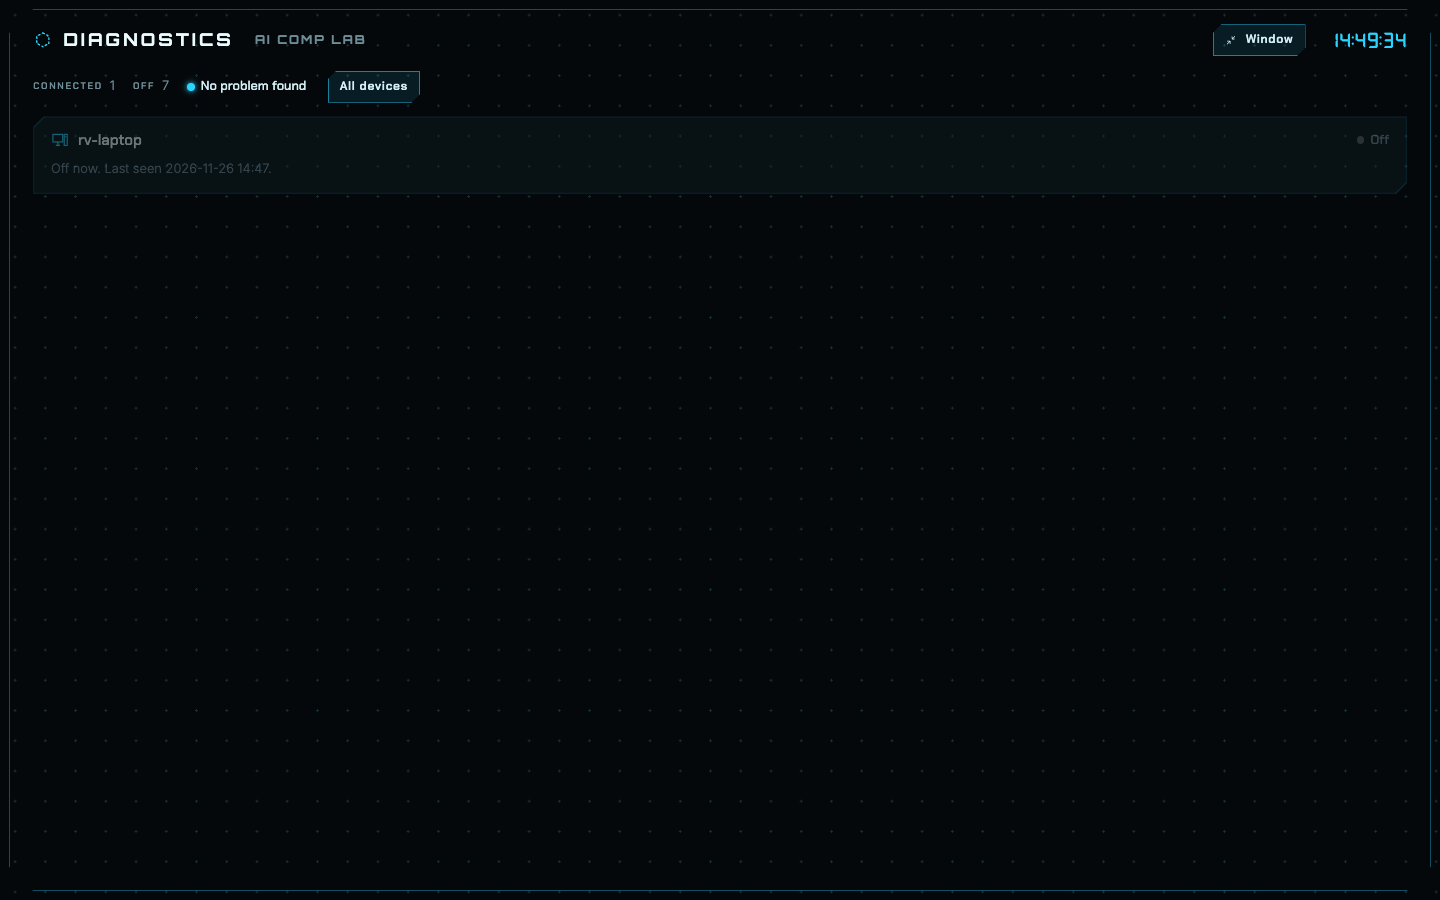 DIAGNOSTICS AI COMP LAB Window 14:49:34
CONNECTED 1 OFF 7 No problem found All devices
rv-laptop Off
Off now. Last seen 2026-11-26 14:47.